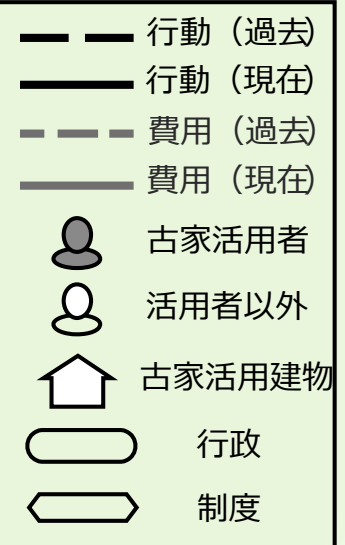 行動（過去）
行動（現在）
費用（過去）
費用（現在）
古家活用者
活用者以外
古家活用建物
行政
制度